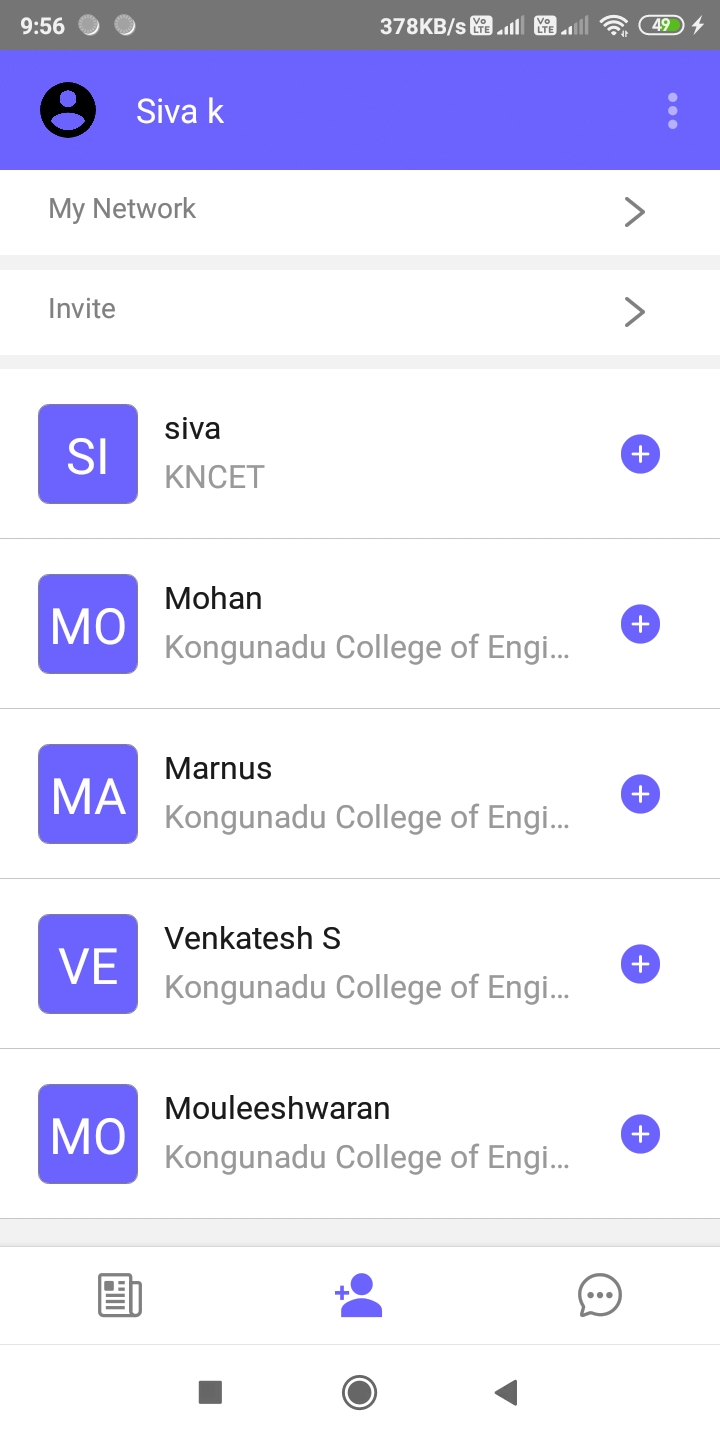 9:56 378KB/s Vo LTE Vo LTE 49
Siva k
My Network
Invite
SI siva
KNCET
MO Mohan
Kongunadu College of Engi...
MA Marnus
Kongunadu College of Engi...
VE Venkatesh S
Kongunadu College of Engi...
MO Mouleeshwaran
Kongunadu College of Engi...